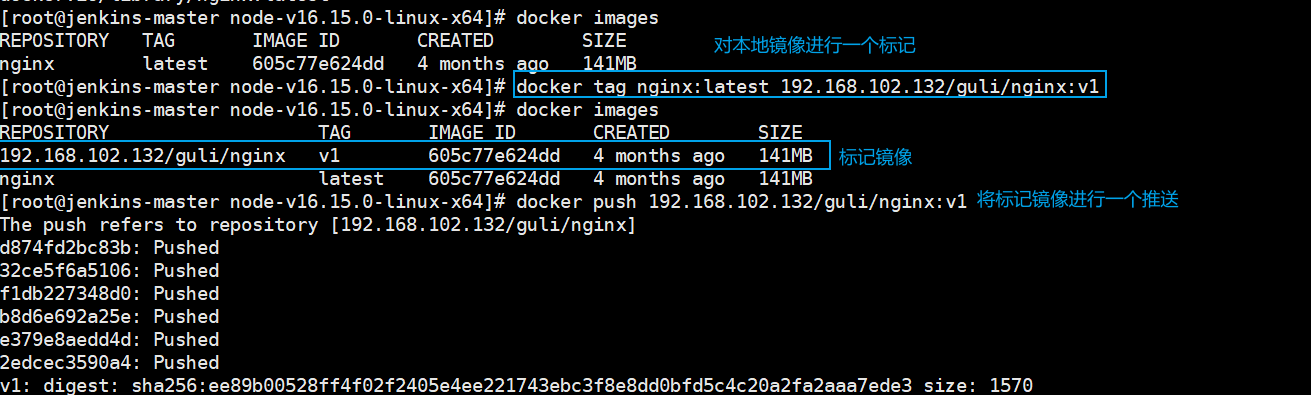 [root@jenkins-master node-v16.15.0-linux-x64]# docker images
REPOSITORY TAG IMAGE ID CREATED SIZE
对本地镜像进行一个标记
nginx latest 605c77e624dd 4 months ago 141MB
[root@jenkins-master node-v16.15.0-linux-x64]# docker tag nginx:latest 192.168.102.132/guli/nginx:v1
[root@jenkins-master node-v16.15.0-linux-x64]# docker images
REPOSITORY TAG IMAGE ID CREATED SIZE
192.168.102.132/guli/nginx v1 605c77e624dd 4 months ago 141MB 标记镜像
nginx latest 605c77e624dd 4 months ago 141MB
[root@jenkins-master node-v16.15.0-linux-x64]# docker push 192.168.102.132/guli/nginx:v1 将标记镜像进行一个推送
The push refers to repository [192.168.102.132/guli/nginx]
d874fd2bc83b: Pushed
32ce5f6a5106: Pushed
f1db227348d0: Pushed
b8d6e692a25e: Pushed
e379e8aedd4d: Pushed
2edcec3590a4: Pushed
v1: digest: sha256:ee89b00528ff4f02f2405e4ee221743ebc3f8e8dd0bfd5c4c20a2fa2aaa7ede3 size: 1570